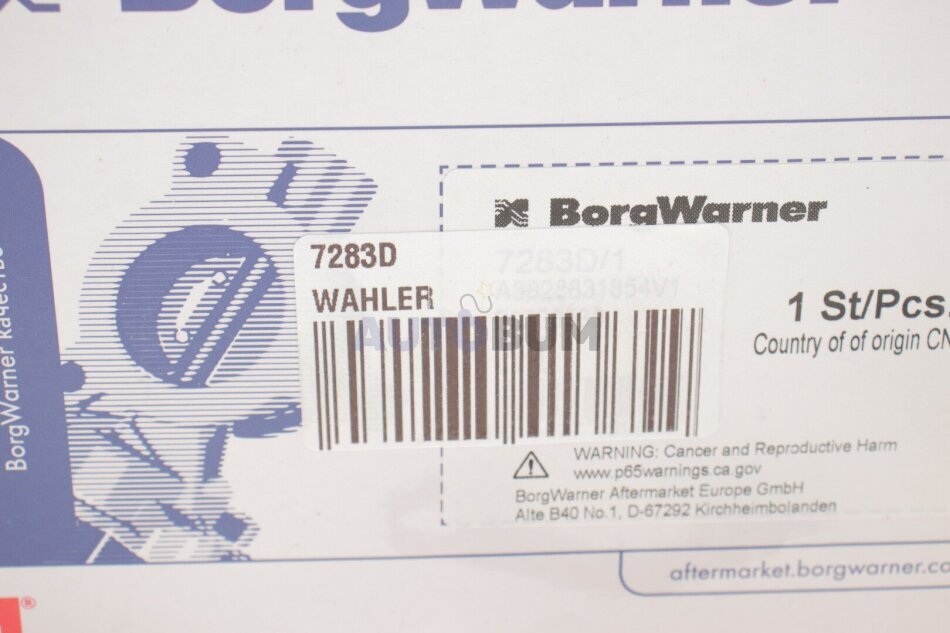 BorgWarner
BorgWarner качество
BorgWarner
7283D/1
7283D
WAHLER
AUTOBUM
1 St/Pcs.
Country of of origin CN
WARNING: Cancer and Reproductive Harm
www.p65warnings.ca.gov
BorgWarner Aftermarket Europe GmbH
Alte B40 No.1, D-67292 Kirchheimbolanden
aftermarket.borgwarner.co
®